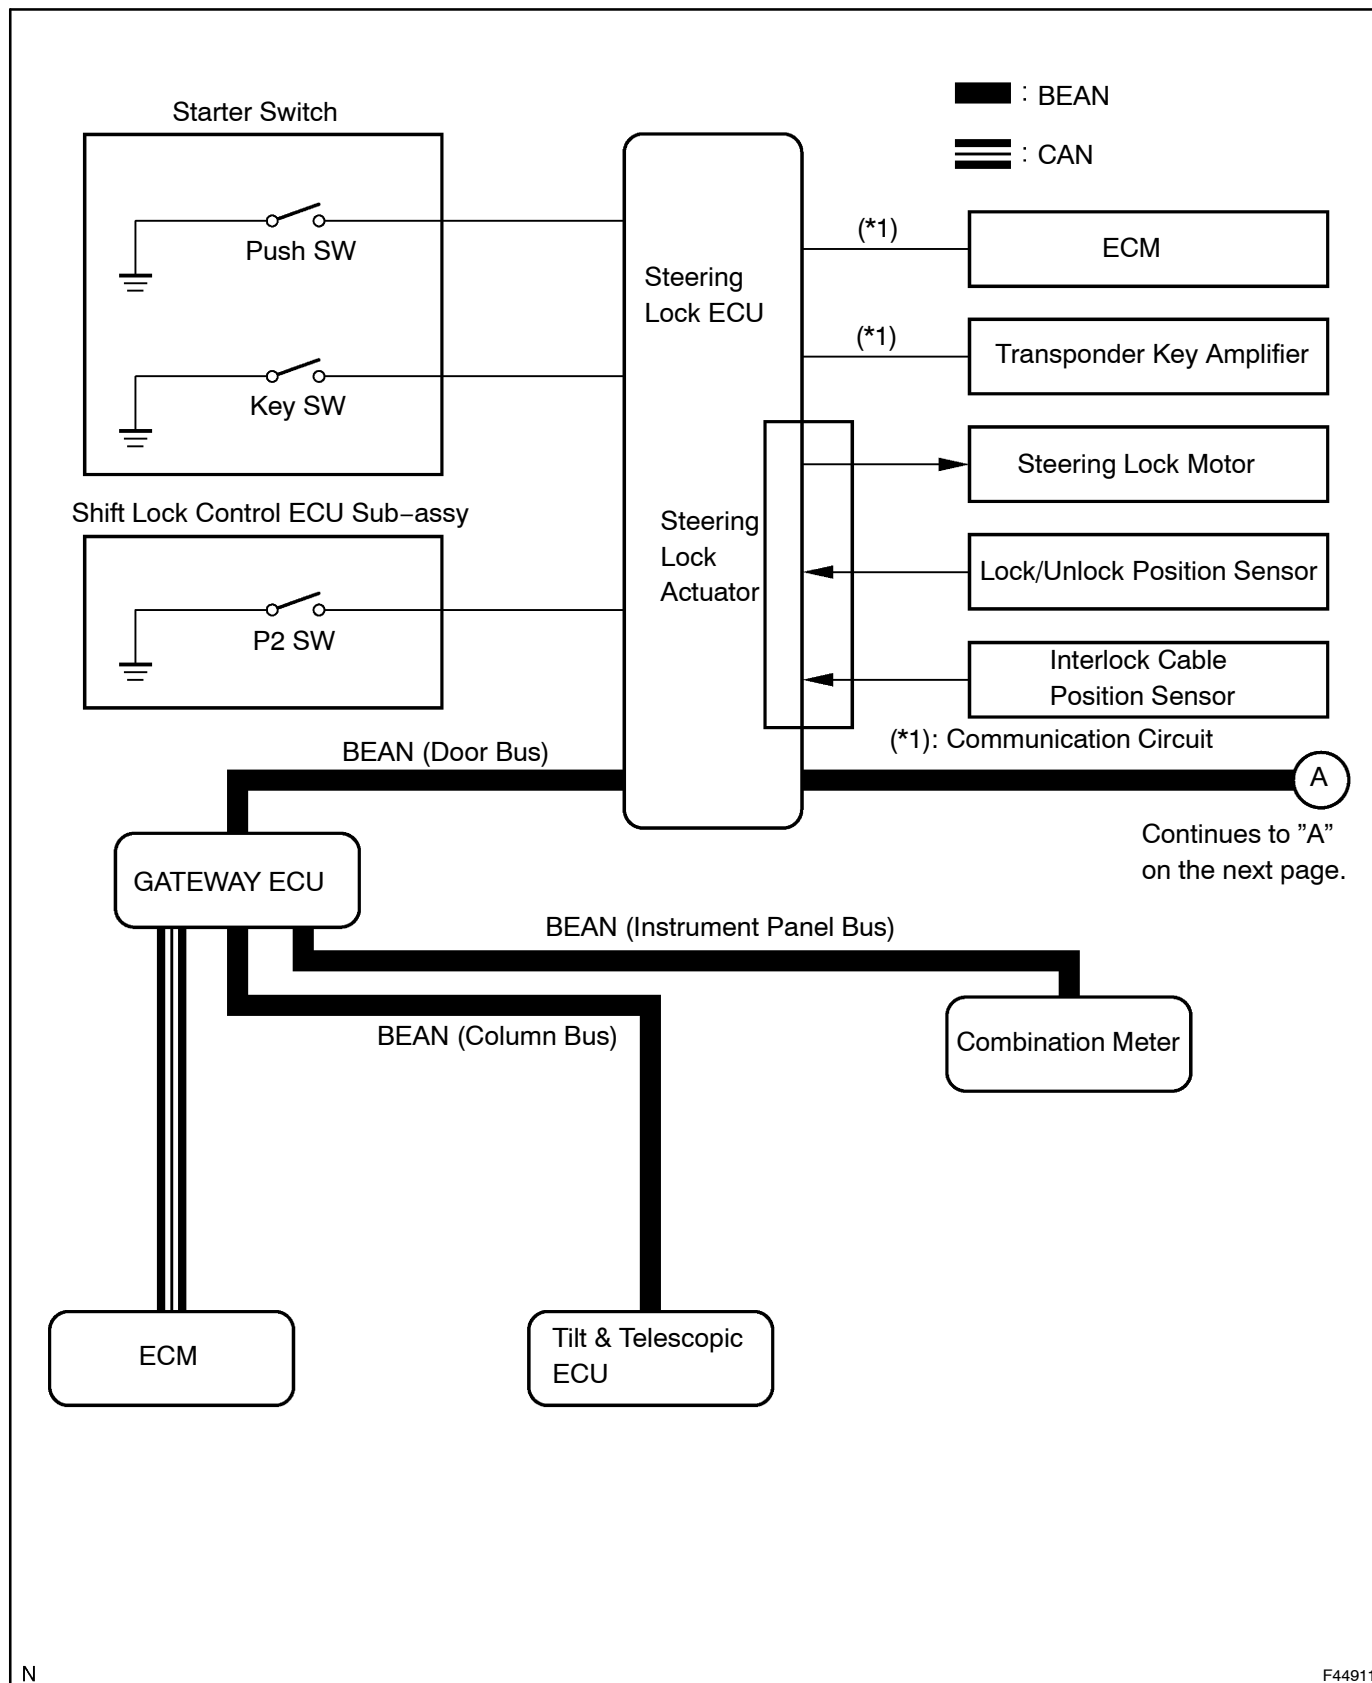 : BEAN
: CAN
Starter Switch
Push SW
Key SW
Shift Lock Control ECU Sub−assy
P2 SW
Steering
Lock ECU
Steering
Lock
Actuator
(*1)
ECM
(*1)
Transponder Key Amplifier
Steering Lock Motor
Lock/Unlock Position Sensor
Interlock Cable
Position Sensor
(*1): Communication Circuit
BEAN (Door Bus)
A
Continues to ”A”
on the next page.
GATEWAY ECU
BEAN (Instrument Panel Bus)
BEAN (Column Bus)
Combination Meter
ECM
Tilt & Telescopic
ECU
N
F44911